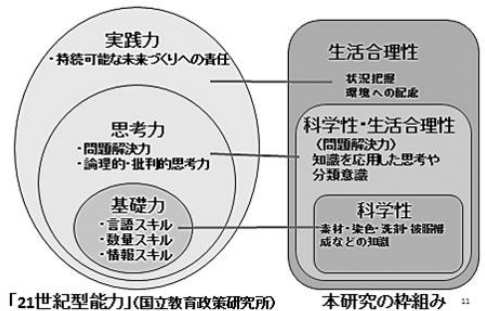 実践力
・持続可能な未来づくりへの責任
思考力
・問題解決力
・論理的・批判的思考力
基礎力
・言語スキル
・数量スキル
・情報スキル
「21世紀型能力」(国立教育政策研究所)
生活合理性
状況把握
環境への配慮
科学性・生活合理性
〈問題解決力〉
知識を応用した思考や
分類意識
科学性
素材・染色・洗剤・被服構
成などの知識
本研究の枠組み
11